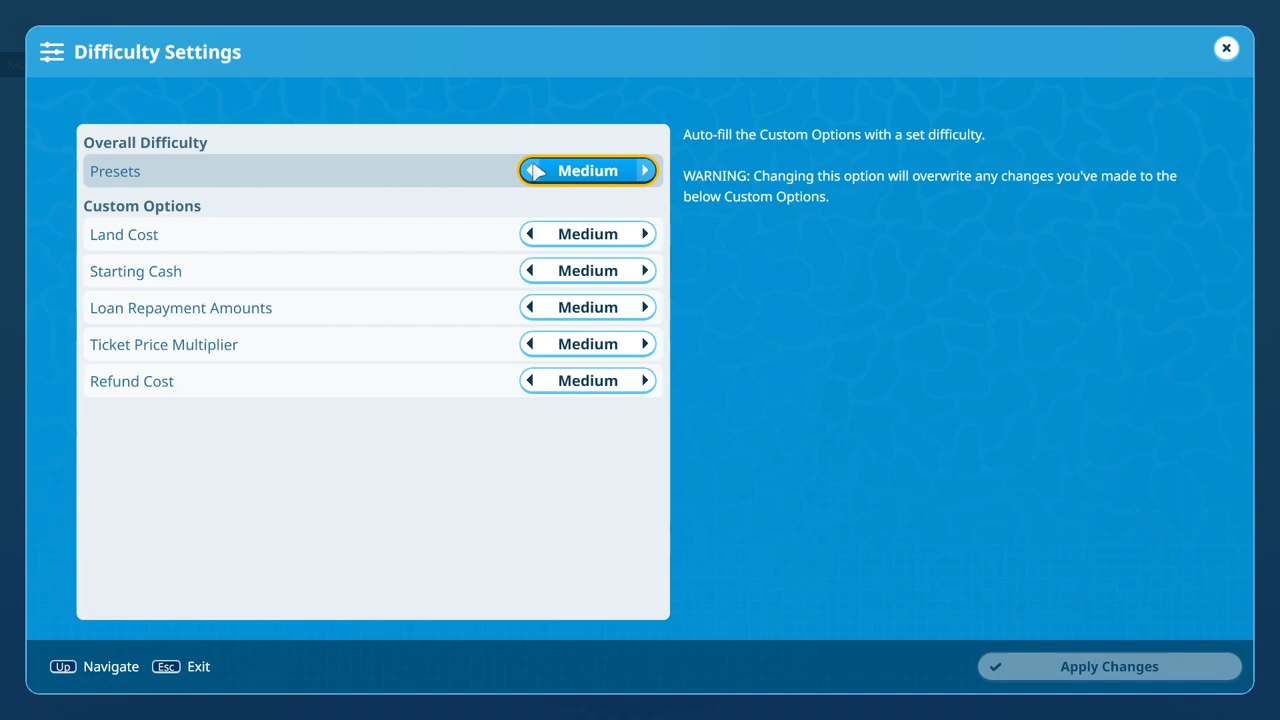 Difficulty Settings
Overall Difficulty
Presets Medium
Custom Options
Land Cost Medium
Starting Cash Medium
Loan Repayment Amounts Medium
Ticket Price Multiplier Medium
Refund Cost Medium
Auto-fill the Custom Options with a set difficulty.
WARNING: Changing this option will overwrite any changes you've made to the
below Custom Options.
Up Navigate Esc Exit
Apply Changes